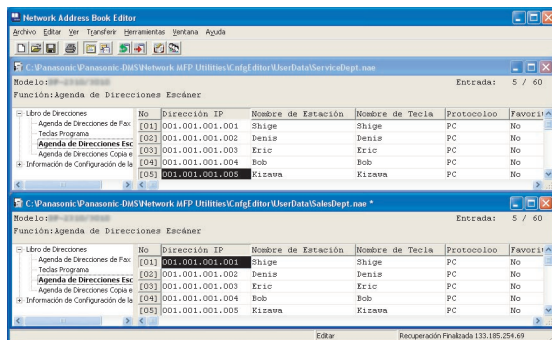 Network Address Book Editor
Archivo Editar Ver Transferir Herramientas Ventana Ayuda
C:\Panasonic\Panasonic-DMS\Network MFP Utilities\CnfgEditor\UserData\ServiceDept.nae
Modelo: Entrada: 5 / 60
Función:Agenda de Direcciones Escáner
Libro de Direcciones
Agenda de Direcciones de Fax
Teclas Programa
Agenda de Direcciones Esc
Agenda de Direcciones Copia e
Información de Configuración de la
No Dirección IP Nombre de Estación Nombre de Tecla Protocoloo Favori
[01] 001.001.001.001 Shige Shige PC No
[02] 001.001.001.002 Denis Denis PC No
[03] 001.001.001.003 Eric Eric PC No
[04] 001.001.001.004 Bob Bob PC No
[05] 001.001.001.005 Kizawa Kizawa PC No
C:\Panasonic\Panasonic-DMS\Network MFP Utilities\CnfgEditor\UserData\SalesDept.nae *
Modelo: Entrada: 5 / 60
Función:Agenda de Direcciones Escáner
Libro de Direcciones
Agenda de Direcciones de Fax
Teclas Programa
Agenda de Direcciones Esc
Agenda de Direcciones Copia e
Información de Configuración de la
No Dirección IP Nombre de Estación Nombre de Tecla Protocoloo Favori
[01] 001.001.001.001 Shige Shige PC No
[02] 001.001.001.002 Denis Denis PC No
[03] 001.001.001.003 Eric Eric PC No
[04] 001.001.001.004 Bob Bob PC No
[05] 001.001.001.005 Kizawa Kizawa PC No
Editar Recuperación Finalizada 133.185.254.69